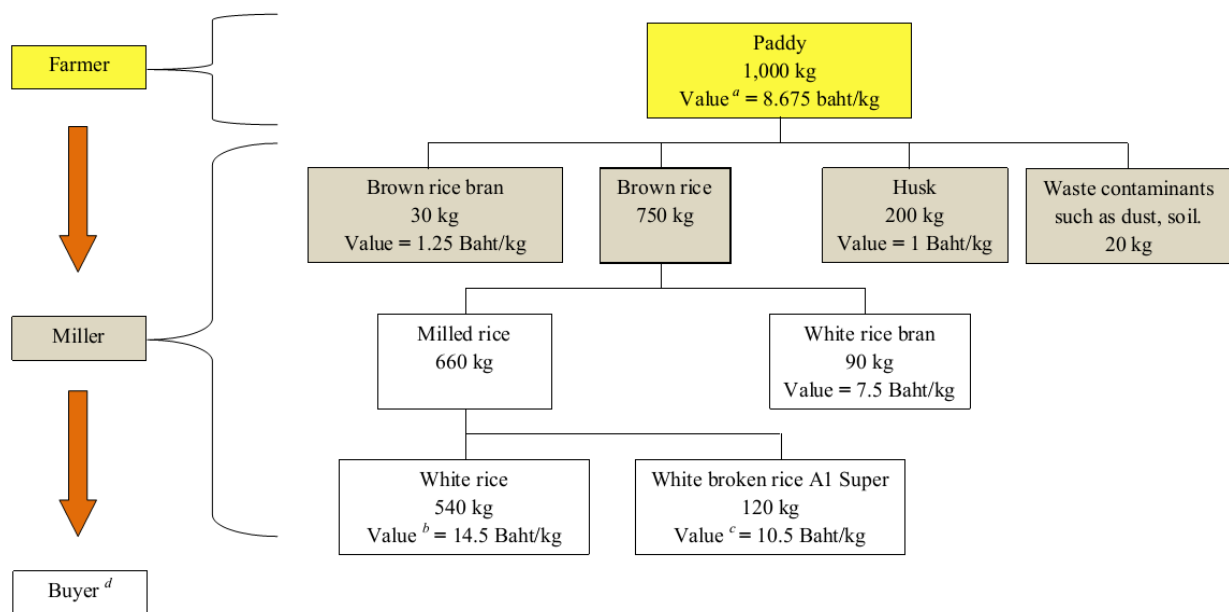 Farmer
Paddy
1,000 kg
Value a = 8.675 baht/kg
Brown rice bran
30 kg
Value = 1.25 Baht/kg
Brown rice
750 kg
Husk
200 kg
Value = 1 Baht/kg
Waste contaminants
such as dust, soil.
20 kg
Miller
Milled rice
660 kg
White rice bran
90 kg
Value = 7.5 Baht/kg
White rice
540 kg
Value b = 14.5 Baht/kg
White broken rice A1 Super
120 kg
Value c = 10.5 Baht/kg
Buyer d